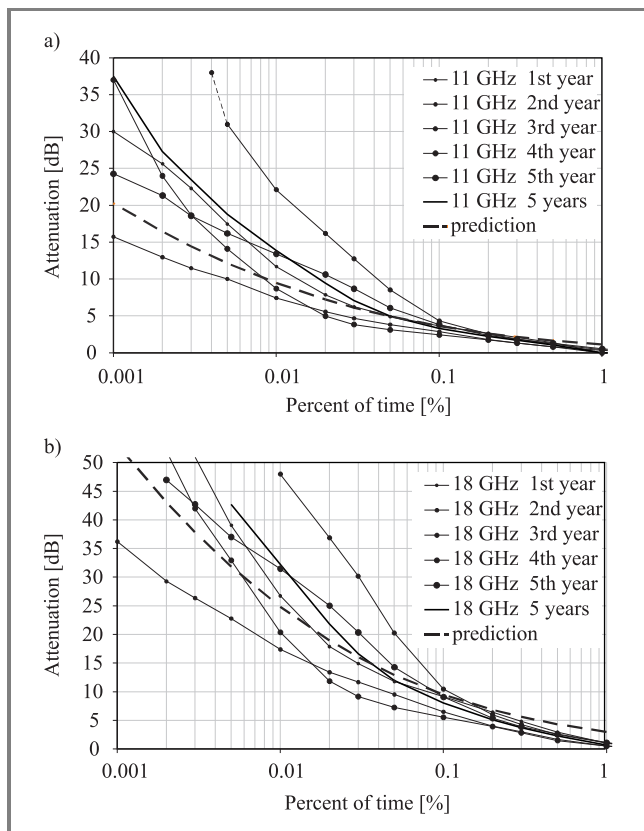 a)
40
35
30
25
20
15
10
5
0
Attenuation [dB]
11 GHz 1st year
11 GHz 2nd year
11 GHz 3rd year
11 GHz 4th year
11 GHz 5th year
11 GHz 5 years
prediction
0.001 0.01 0.1 1
Percent of time [%]
b)
50
45
40
35
30
25
20
15
10
5
0
Attenuation [dB]
18 GHz 1st year
18 GHz 2nd year
18 GHz 3rd year
18 GHz 4th year
18 GHz 5th year
18 GHz 5 years
prediction
0.001 0.01 0.1 1
Percent of time [%]